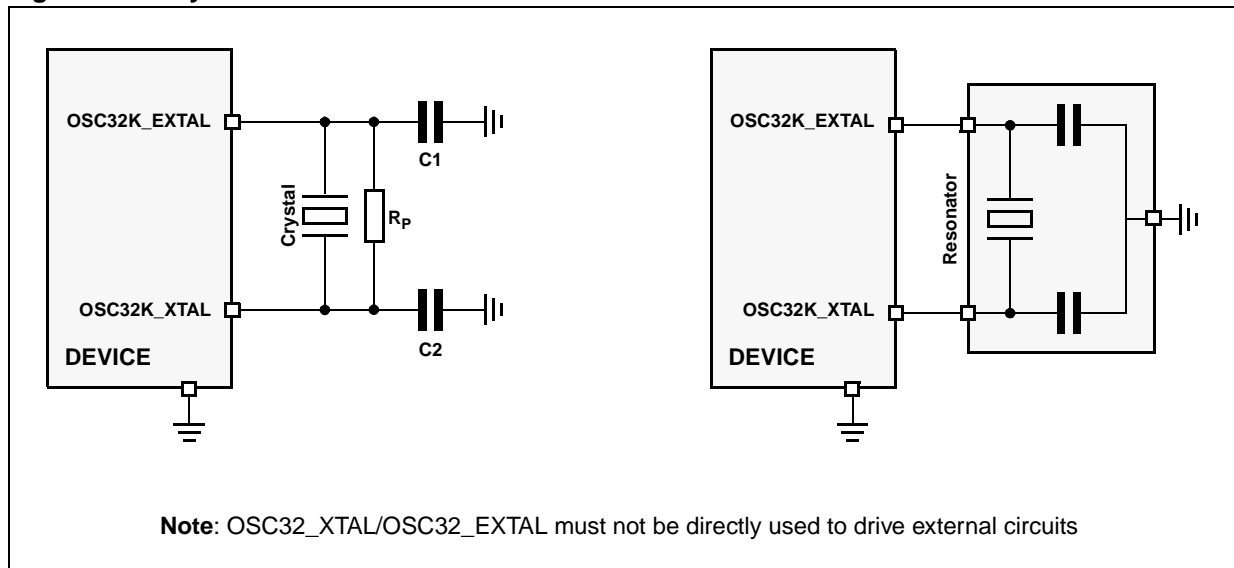 OSC32K_EXTAL
C1
Crystal
RP
OSC32K_XTAL
C2
DEVICE
OSC32K_EXTAL
Resonator
OSC32K_XTAL
DEVICE
Note: OSC32_XTAL/OSC32_EXTAL must not be directly used to drive external circuits